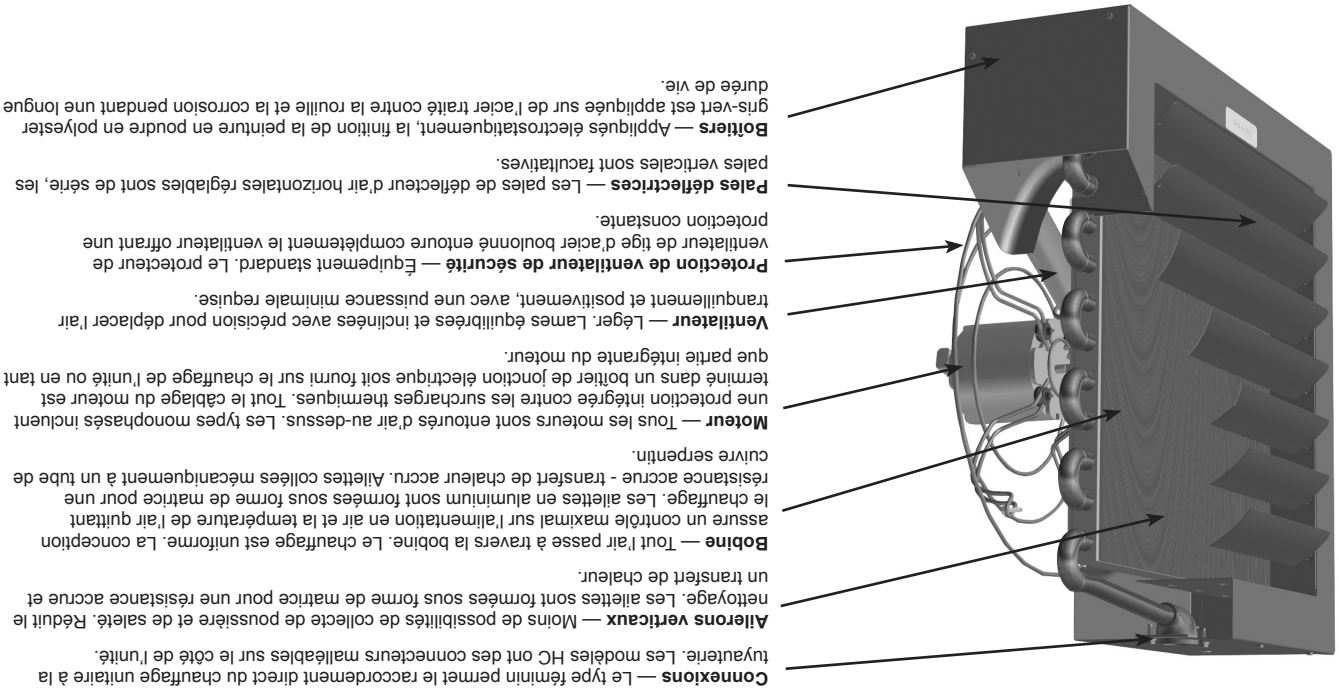 Connexions — Le type féminin permet le raccordement direct du chauffage unitaire à la
tuyauterie. Les modèles HC ont des connecteurs malléables sur le côté de l'unité.
Ailerons verticaux — Moins de possibilités de collecte de poussière et de saleté. Réduit le
nettoyage. Les ailettes sont formées sous forme de matrice pour une résistance accrue et
un transfert de chaleur.
Bobine — Tout l'air passe à travers la bobine. Le chauffage est uniforme. La conception
assure un contrôle maximal sur l'alimentation en air et la température de l'air quittant
le chauffage. Les ailettes en aluminium sont formées sous forme de matrice pour une
résistance accrue - transfert de chaleur accru. Ailettes collées mécaniquement à un tube de
cuivre serpentin.
Moteur — Tous les moteurs sont entourés d'air au-dessus. Les types monophasés incluent
une protection intégrée contre les surcharges thermiques. Tout le câblage du moteur est
terminé dans un boîtier de jonction électrique soit fourni sur le chauffage de l'unité ou en tant
que partie intégrante du moteur.
Ventilateur — Léger. Lames équilibrées et inclinées avec précision pour déplacer l'air
tranquillement et positivement, avec une puissance minimale requise.
Protection de ventilateur de sécurité — Équipement standard. Le protecteur de
ventilateur de tige d'acier boulonné entoure complètement le ventilateur offrant une
protection constante.
Pales déflectrices — Les pales de déflecteur d'air horizontales réglables sont de série, les
pales verticales sont facultatives.
Boîtiers — Appliqués électrostatiquement, la finition de la peinture en poudre en polyester
gris-vert est appliquée sur de l'acier traité contre la rouille et la corrosion pendant une longue
durée de vie.